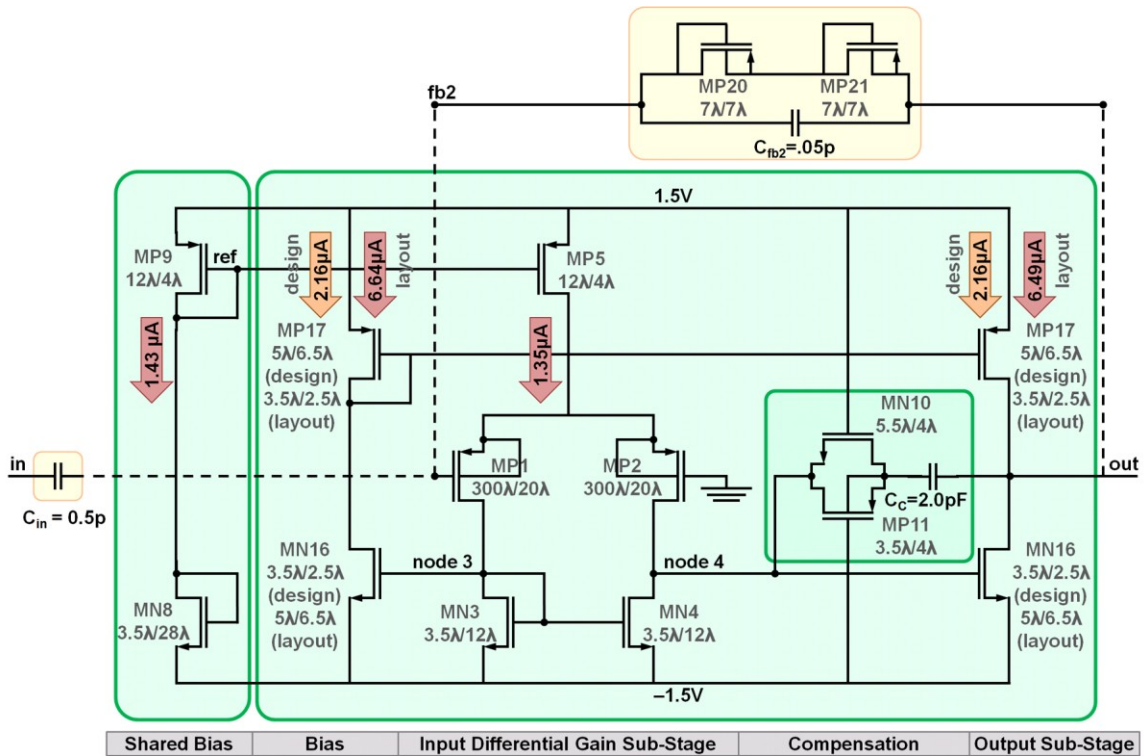 MP20
7λ/7λ
MP21
7λ/7λ
fb2
Cfb2=.05p
1.5V
MP9
12λ/4λ
ref
design
2.16µA
6.64µA
layout
MP5
12λ/4λ
design
2.16µA
6.49µA
layout
1.43 µA
MP17
5λ/6.5λ
(design)
3.5λ/2.5λ
(layout)
1.35µA
MP17
5λ/6.5λ
(design)
3.5λ/2.5λ
(layout)
MN10
5.5λ/4λ
in
Cin = 0.5p
MP1
300λ/20λ
MP2
300λ/20λ
CC=2.0pF
MP11
3.5λ/4λ
out
MN16
3.5λ/2.5λ
(design)
5λ/6.5λ
(layout)
node 3
node 4
MN16
3.5λ/2.5λ
(design)
5λ/6.5λ
(layout)
MN8
3.5λ/28λ
MN3
3.5λ/12λ
MN4
3.5λ/12λ
–1.5V
Shared Bias
Bias
Input Differential Gain Sub-Stage
Compensation
Output Sub-Stage